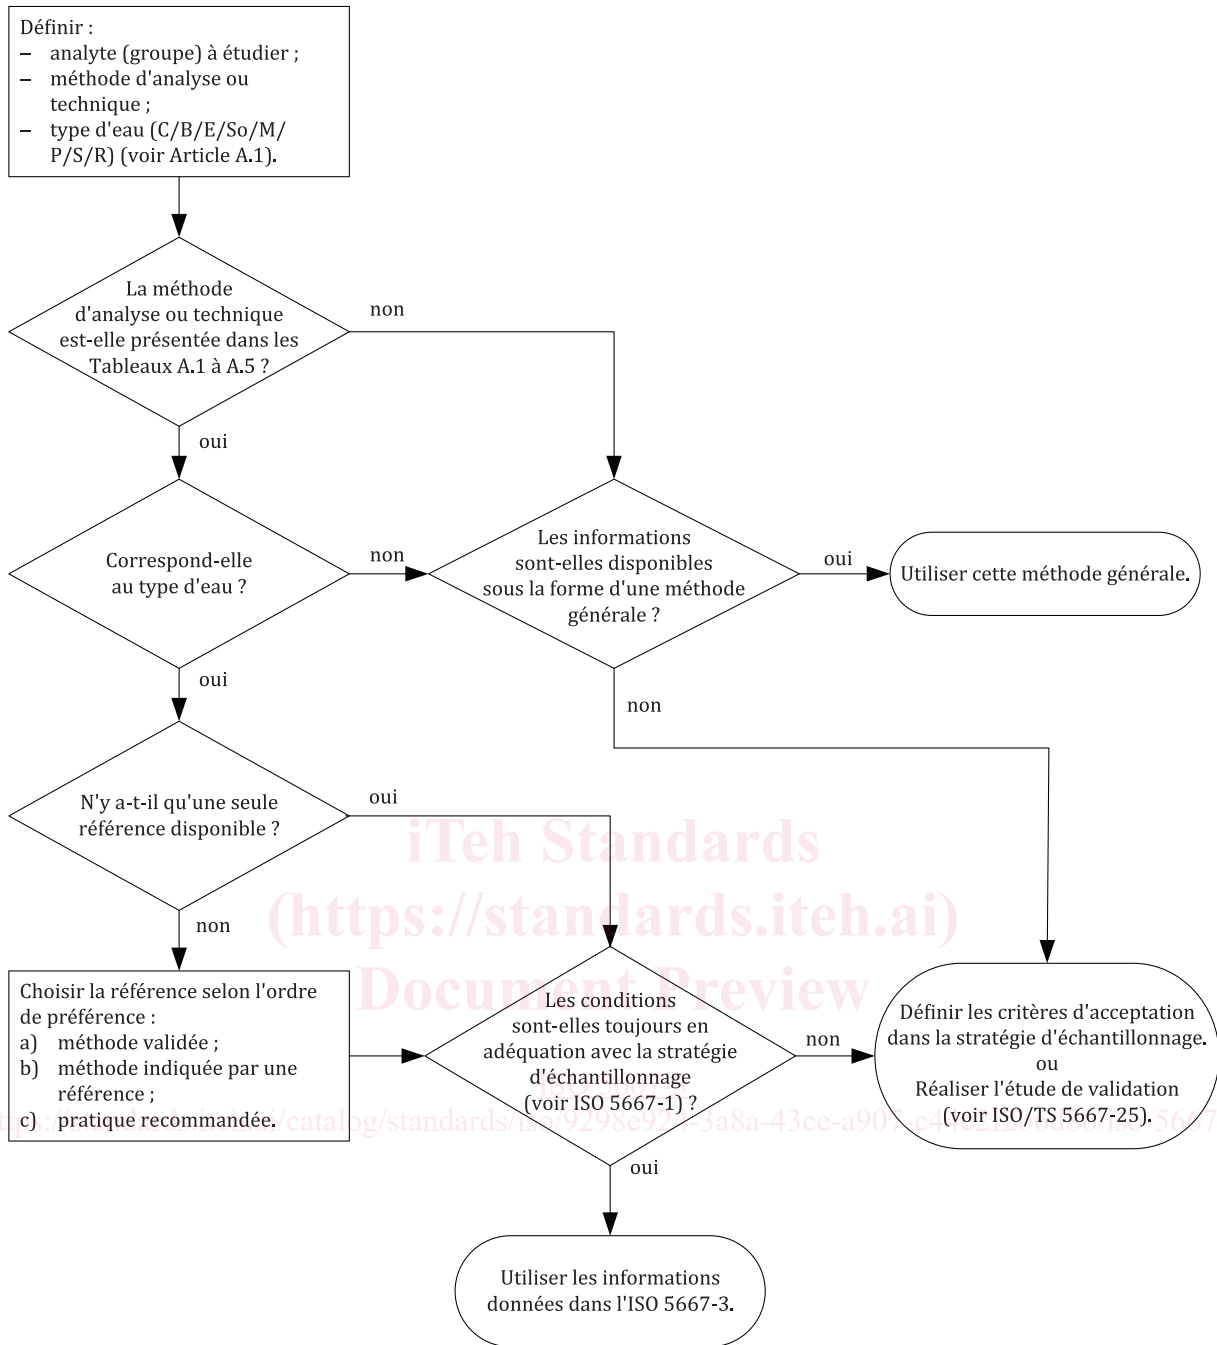 Définir :
– analyte (groupe) à étudier ;
– méthode d'analyse ou
technique ;
– type d'eau (C/B/E/So/M/
P/S/R) (voir Article A.1).
La méthode
d'analyse ou technique
est-elle présentée dans les
Tableaux A.1 à A.5 ?
non
oui
Correspond-elle
au type d'eau ?
non
Les informations
sont-elles disponibles
sous la forme d'une méthode
générale ?
oui
Utiliser cette méthode générale.
oui
non
N'y a-t-il qu'une seule
référence disponible ?
oui
iTeh Standards
(https://standards.iteh.ai)
Document Preview
non
Choisir la référence selon l'ordre
de préférence :
a) méthode validée ;
b) méthode indiquée par une
référence ;
c) pratique recommandée.
Les conditions
sont-elles toujours en
adéquation avec la stratégie
d'échantillonnage
(voir ISO 5667-1) ?
non
Définir les critères d'acceptation
dans la stratégie d'échantillonnage.
ou
Réaliser l'étude de validation
(voir ISO/TS 5667-25).
oui
Utiliser les informations
données dans l'ISO 5667-3.